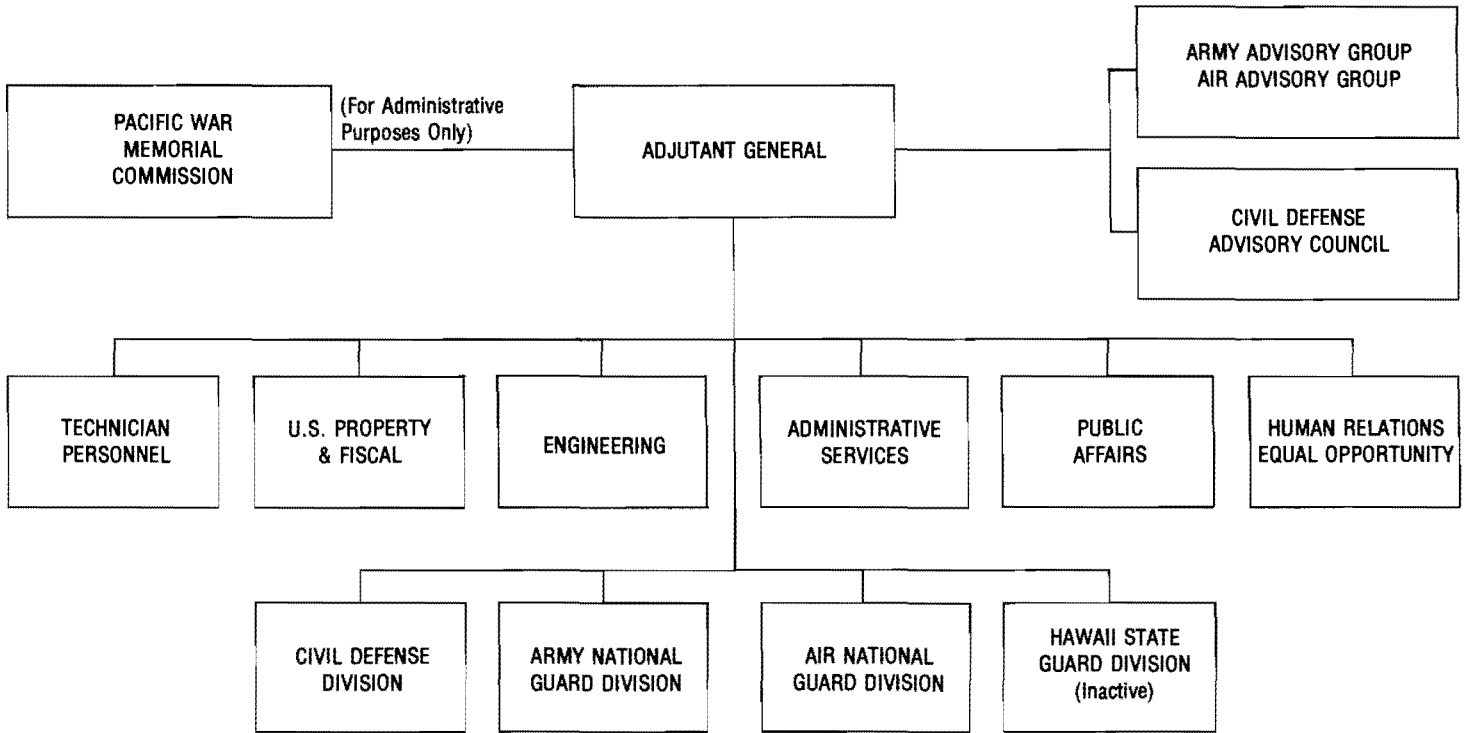 ARMY ADVISORY GROUP
AIR ADVISORY GROUP
PACIFIC WAR
MEMORIAL
COMMISSION
(For Administrative
Purposes Only)
ADJUTANT GENERAL
CIVIL DEFENSE
ADVISORY COUNCIL
TECHNICIAN
PERSONNEL
U.S. PROPERTY
& FISCAL
ENGINEERING
ADMINISTRATIVE
SERVICES
PUBLIC
AFFAIRS
HUMAN RELATIONS
EQUAL OPPORTUNITY
CIVIL DEFENSE
DIVISION
ARMY NATIONAL
GUARD DIVISION
AIR NATIONAL
GUARD DIVISION
HAWAII STATE
GUARD DIVISION
(Inactive)